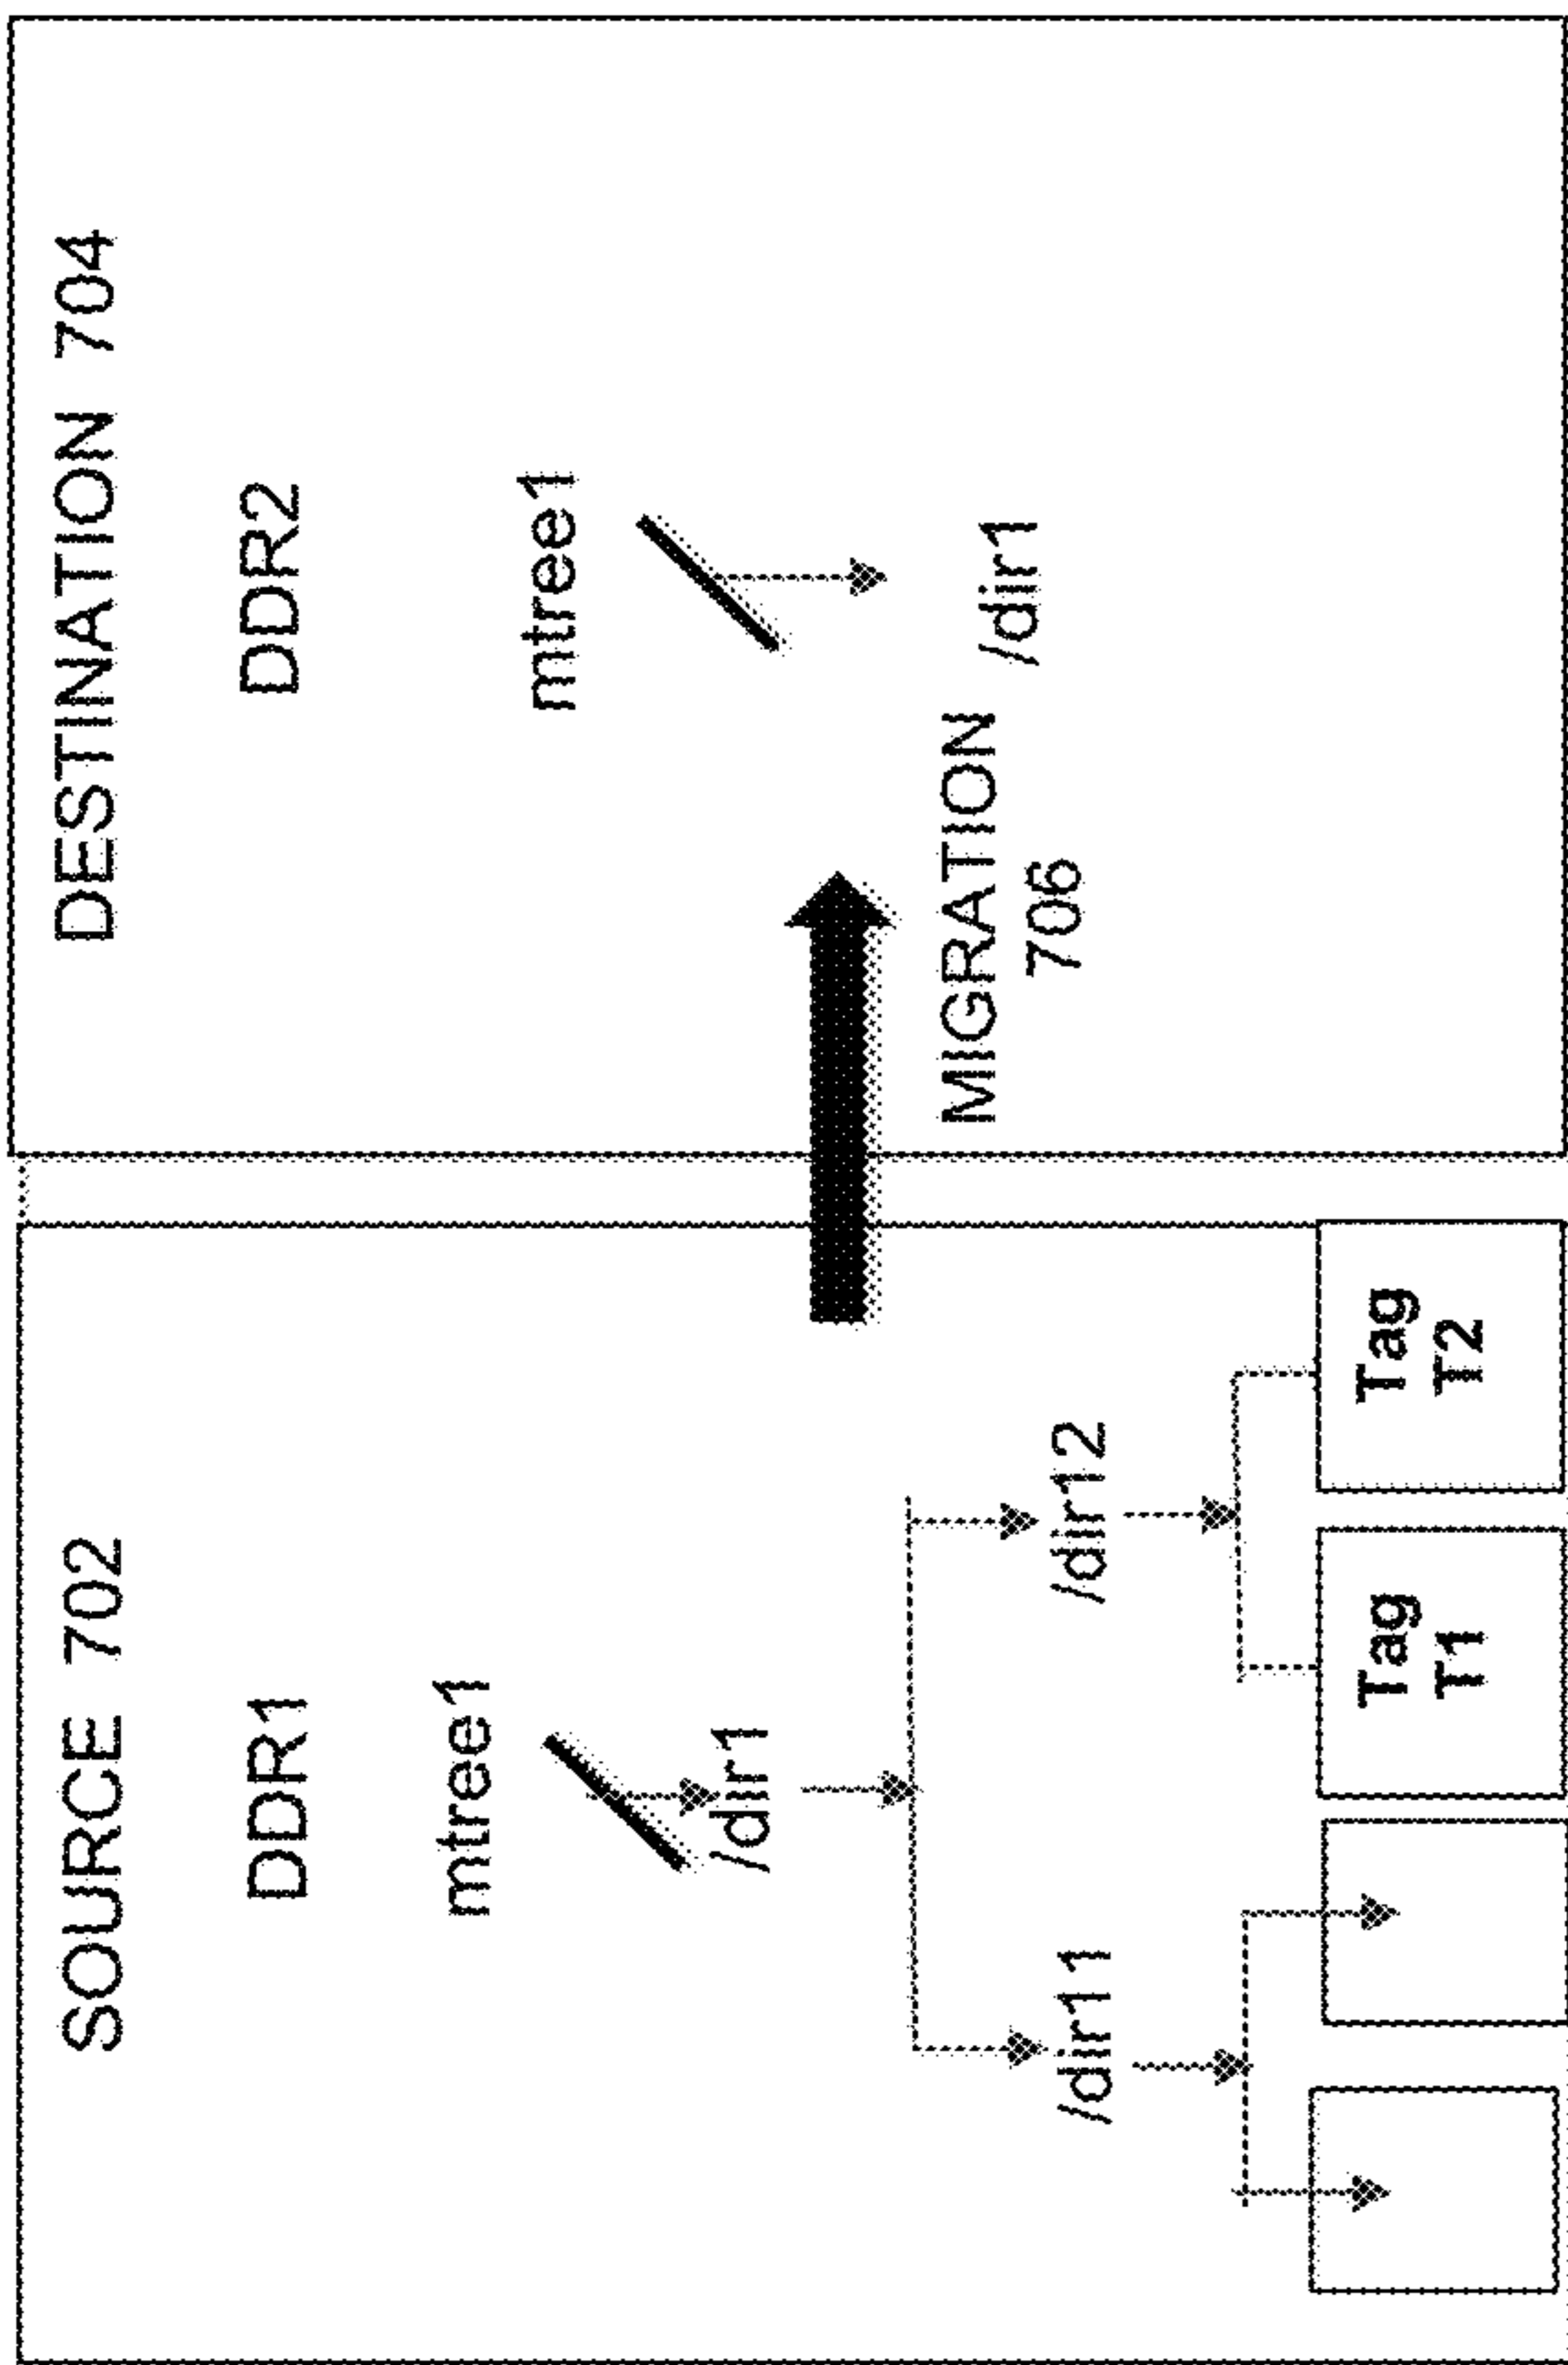 SOURCE 702
DDR1
mtree1
/dir1
/dir11
/dir12
Tag
T1
Tag
T2
DESTINATION 704
DDR2
mtree1
/dir1
MIGRATION
706